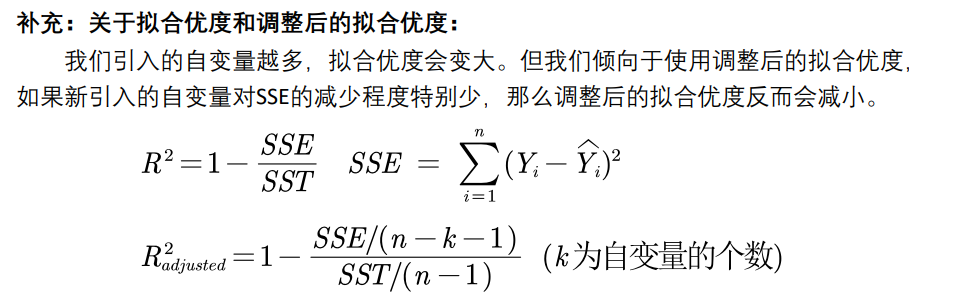 补充：关于拟合优度和调整后的拟合优度：
我们引入的自变量越多，拟合优度会变大。但我们倾向于使用调整后的拟合优度，
如果新引入的自变量对SSE的减少程度特别少，那么调整后的拟合优度反而会减小。
$R^2 = 1 - \frac{SSE}{SST} \quad SSE = \sum_{i=1}^{n} (Y_i - \widehat{Y}_i)^2$
$R^2_{adjusted} = 1 - \frac{SSE/(n-k-1)}{SST/(n-1)}$ (k为自变量的个数)